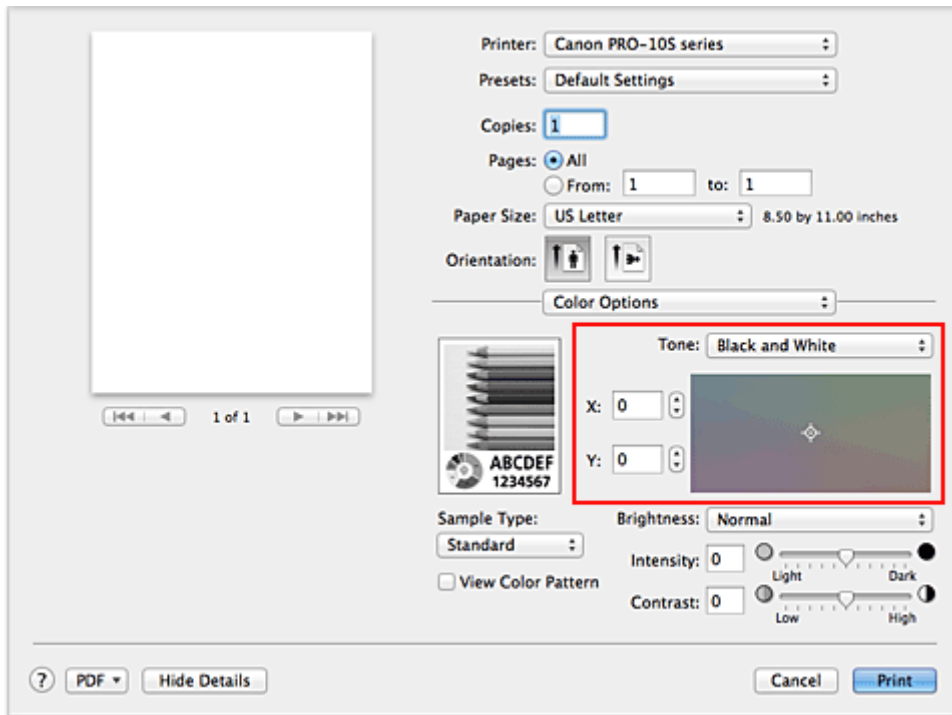 Printer: Canon PRO-10S series
Presets: Default Settings
Copies: 1
Pages: All
From: 1 to: 1
Paper Size: US Letter 8.50 by 11.00 inches
Orientation:
Color Options
1 of 1
Tone: Black and White
X: 0
Y: 0
ABCDEF
1234567
Sample Type:
Standard
View Color Pattern
Brightness: Normal
Intensity: 0
Light Dark
Contrast: 0
Low High
? PDF Hide Details Cancel Print